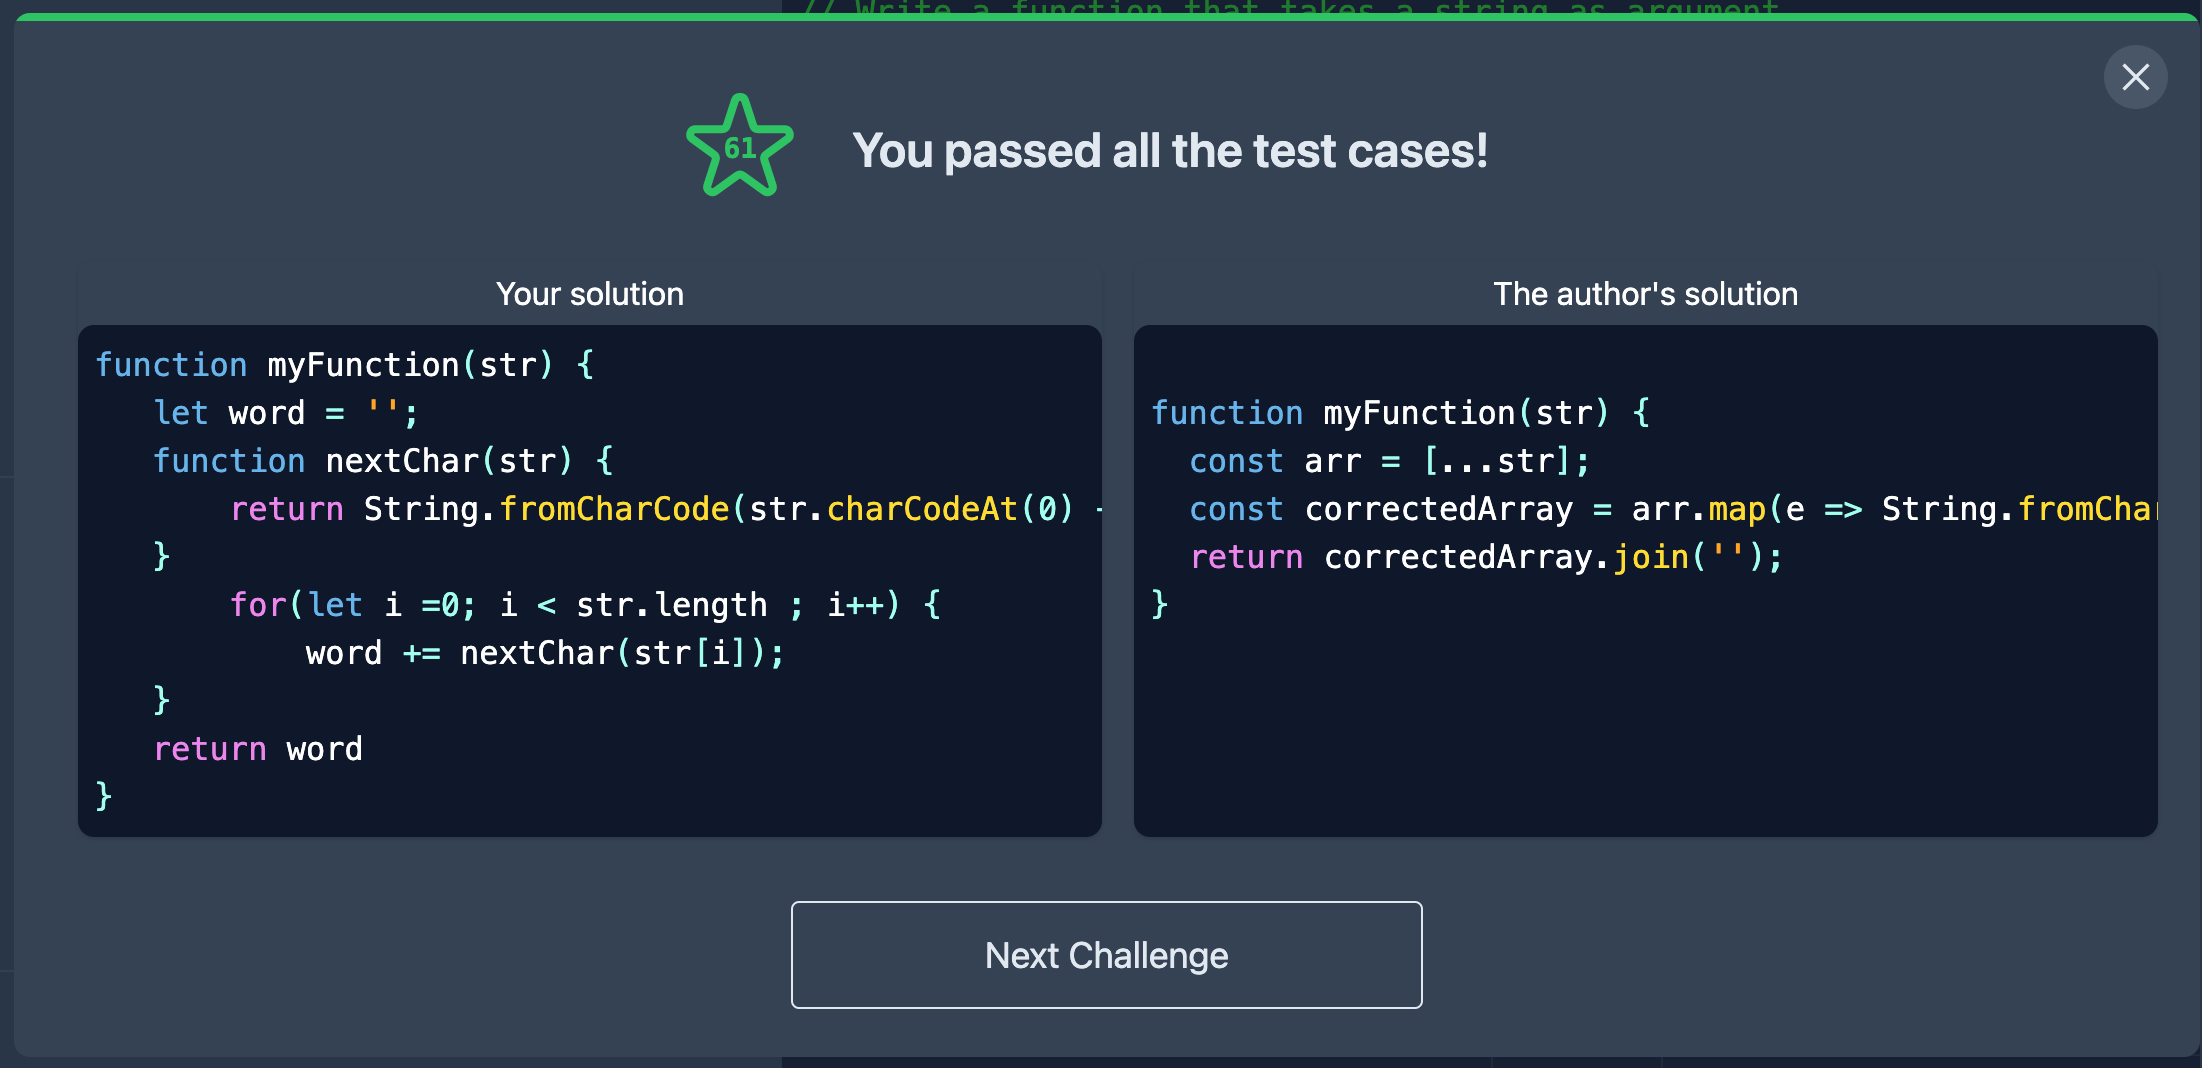 // Write a function that takes a string as argument
61
You passed all the test cases!
Your solution
function myFunction(str) {
let word = '';
function nextChar(str) {
return String.fromCharCode(str.charCodeAt(0)
}
for(let i =0; i < str.length ; i++) {
word += nextChar(str[i]);
}
return word
}
The author's solution
function myFunction(str) {
const arr = [...str];
const correctedArray = arr.map(e => String.fromChar
return correctedArray.join('');
}
Next Challenge